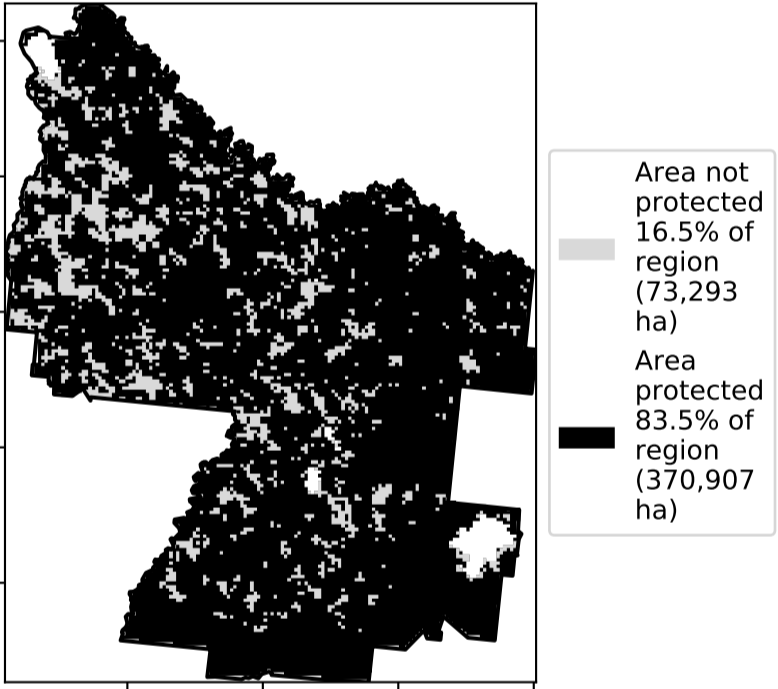 Area not
protected
16.5% of
region
(73,293
ha)
Area
protected
83.5% of
region
(370,907
ha)